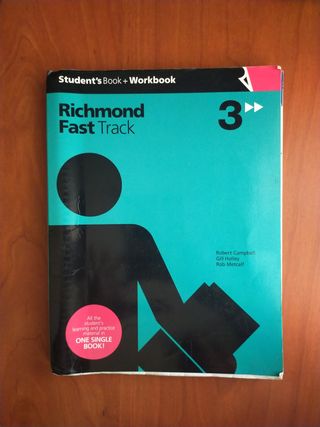 Student's Book + Workbook
Richmond
Fast Track
3
Robert Campbell
Gill Holley
Rob Metcalf
All the
student's
learning and practice
material in
ONE SINGLE
BOOK!